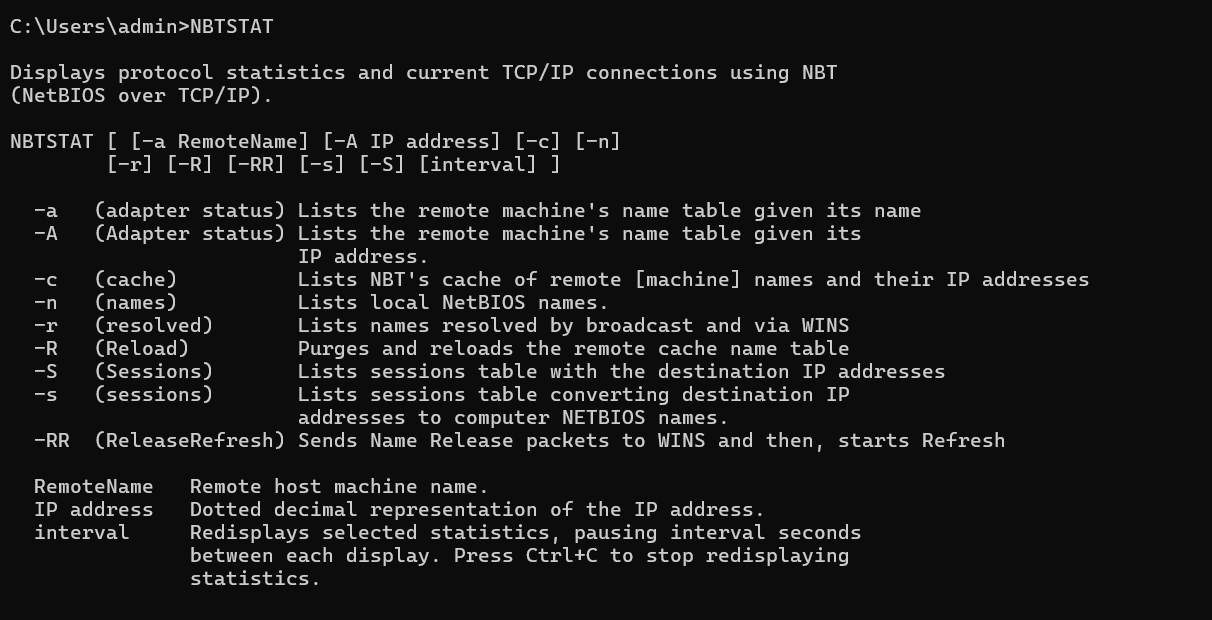 C:\Users\admin>NBTSTAT
Displays protocol statistics and current TCP/IP connections using NBT
(NetBIOS over TCP/IP).
NBTSTAT [ [-a RemoteName] [-A IP address] [-c] [-n]
[-r] [-R] [-RR] [-s] [-S] [interval] ]
-a (adapter status) Lists the remote machine's name table given its name
-A (Adapter status) Lists the remote machine's name table given its
IP address.
-c (cache) Lists NBT's cache of remote [machine] names and their IP addresses
-n (names) Lists local NetBIOS names.
-r (resolved) Lists names resolved by broadcast and via WINS
-R (Reload) Purges and reloads the remote cache name table
-S (Sessions) Lists sessions table with the destination IP addresses
-s (sessions) Lists sessions table converting destination IP
addresses to computer NETBIOS names.
-RR (ReleaseRefresh) Sends Name Release packets to WINS and then, starts Refresh
RemoteName Remote host machine name.
IP address Dotted decimal representation of the IP address.
interval Redisplays selected statistics, pausing interval seconds
between each display. Press Ctrl+C to stop redisplaying
statistics.